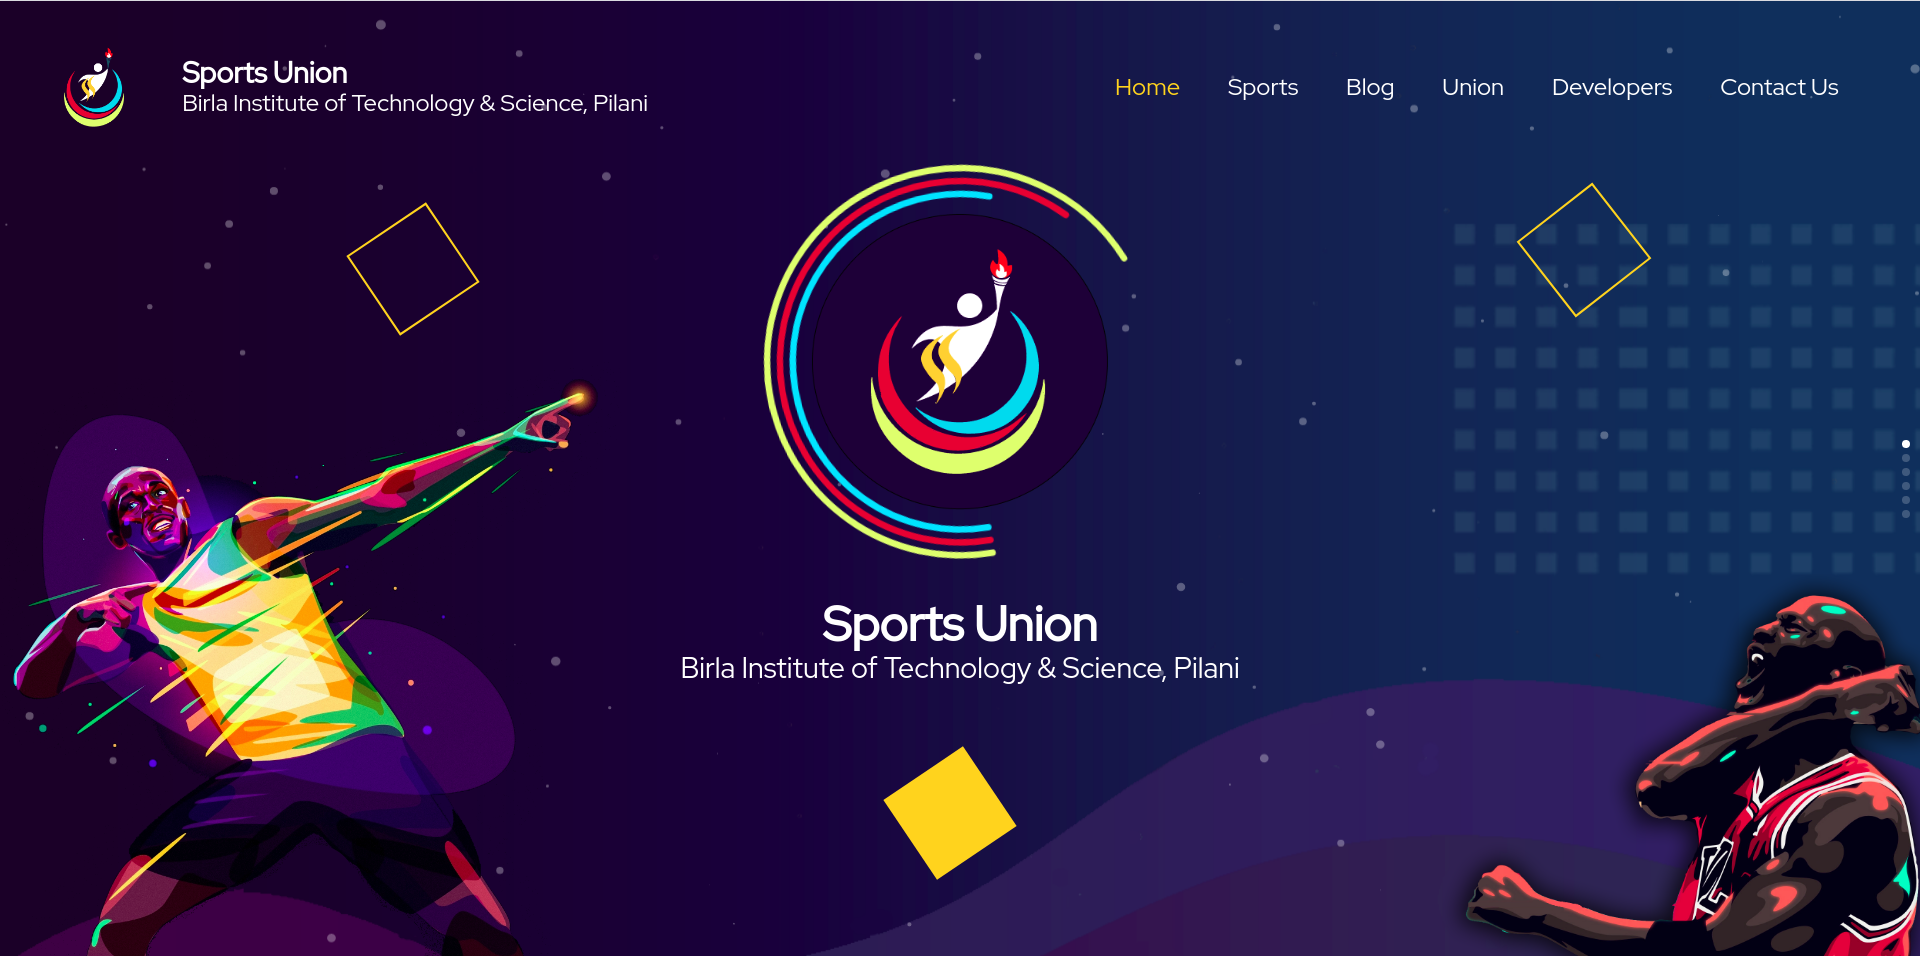 Sports Union
Birla Institute of Technology & Science, Pilani
Home Sports Blog Union Developers Contact Us
Sports Union
Birla Institute of Technology & Science, Pilani